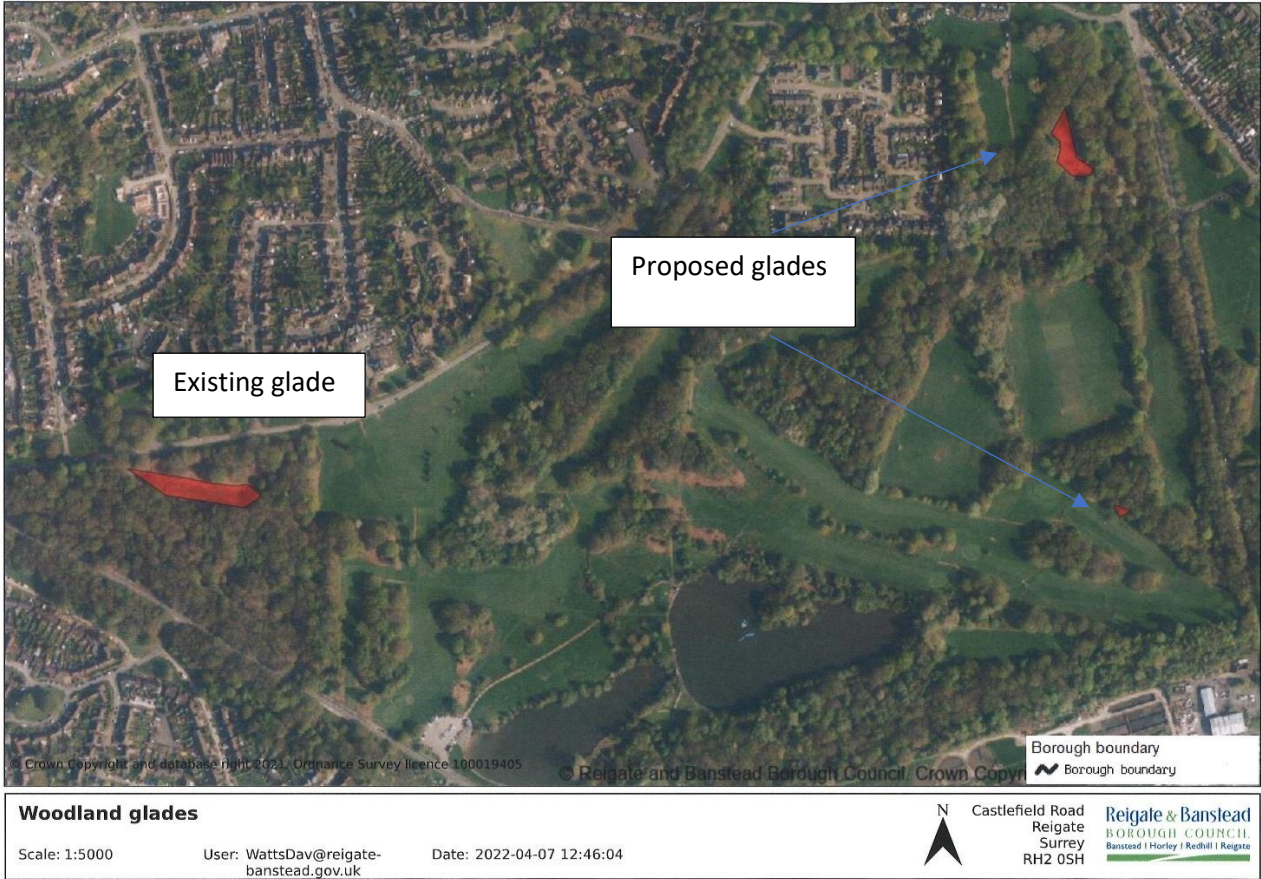 Proposed glades
Existing glade
© Crown Copyright and database right 2021. Ordnance Survey licence 100019405
© Reigate and Banstead Borough Council. Crown Copyri
Borough boundary
Borough boundary
Woodland glades
Scale: 1:5000
User: WattsDav@reigate-
banstead.gov.uk
Date: 2022-04-07 12:46:04
N
Castlefield Road
Reigate
Surrey
RH2 0SH
Reigate & Banstead
BOROUGH COUNCIL
Banstead | Horley | Redhill | Reigate